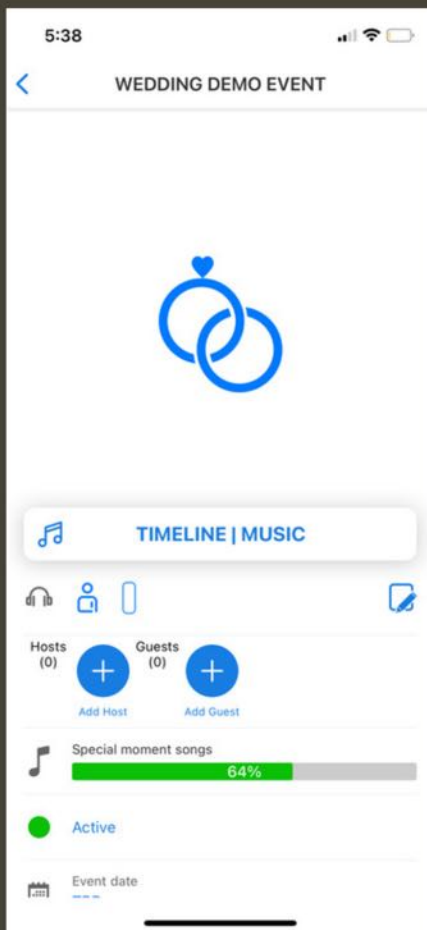 5:38
WEDDING DEMO EVENT
TIMELINE | MUSIC
Hosts
(0)
Guests
(0)
Add Host
Add Guest
Special moment songs
64%
Active
Event date